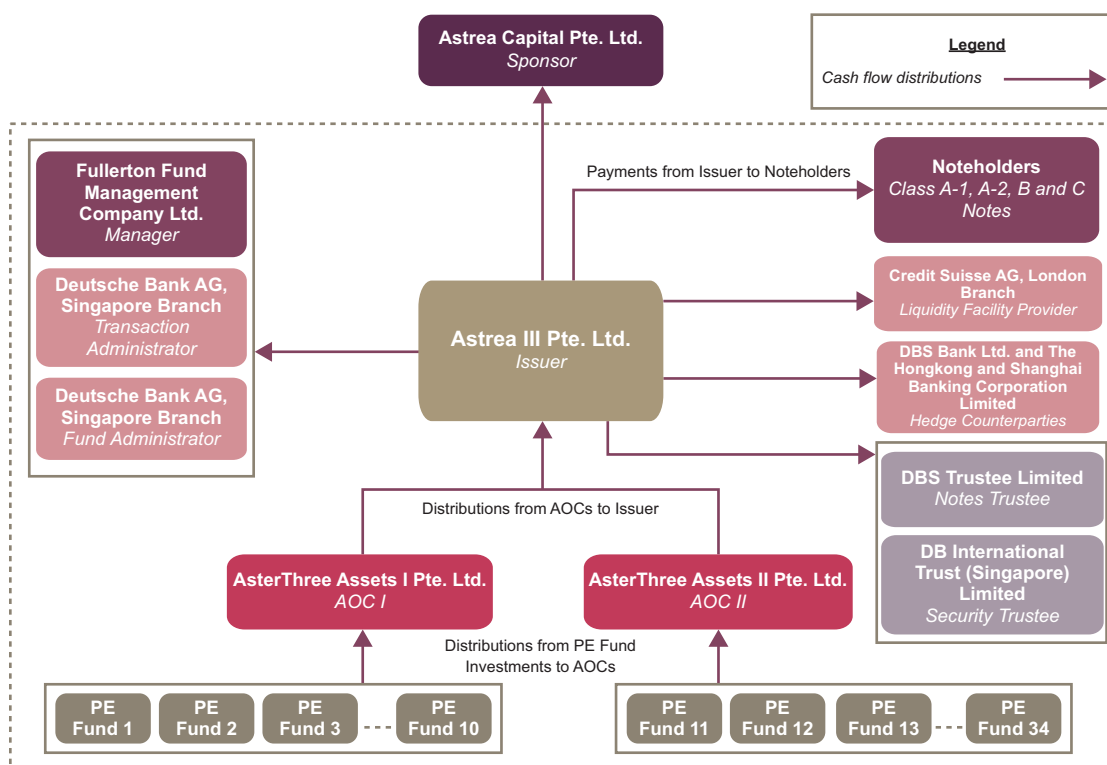 Astrea Capital Pte. Ltd.
Sponsor
Legend
Cash flow distributions
Fullerton Fund
Management
Company Ltd.
Manager
Deutsche Bank AG,
Singapore Branch
Transaction
Administrator
Deutsche Bank AG,
Singapore Branch
Fund Administrator
Payments from Issuer to Noteholders
Noteholders
Class A-1, A-2, B and C
Notes
Credit Suisse AG, London
Branch
Liquidity Facility Provider
Astrea III Pte. Ltd.
Issuer
DBS Bank Ltd. and The
Hongkong and Shanghai
Banking Corporation
Limited
Hedge Counterparties
DBS Trustee Limited
Notes Trustee
DB International
Trust (Singapore)
Limited
Security Trustee
Distributions from AOCs to Issuer
AsterThree Assets I Pte. Ltd.
AOC I
AsterThree Assets II Pte. Ltd.
AOC II
Distributions from PE Fund
Investments to AOCs
PE
Fund 1
PE
Fund 2
PE
Fund 3
PE
Fund 10
PE
Fund 11
PE
Fund 12
PE
Fund 13
PE
Fund 34